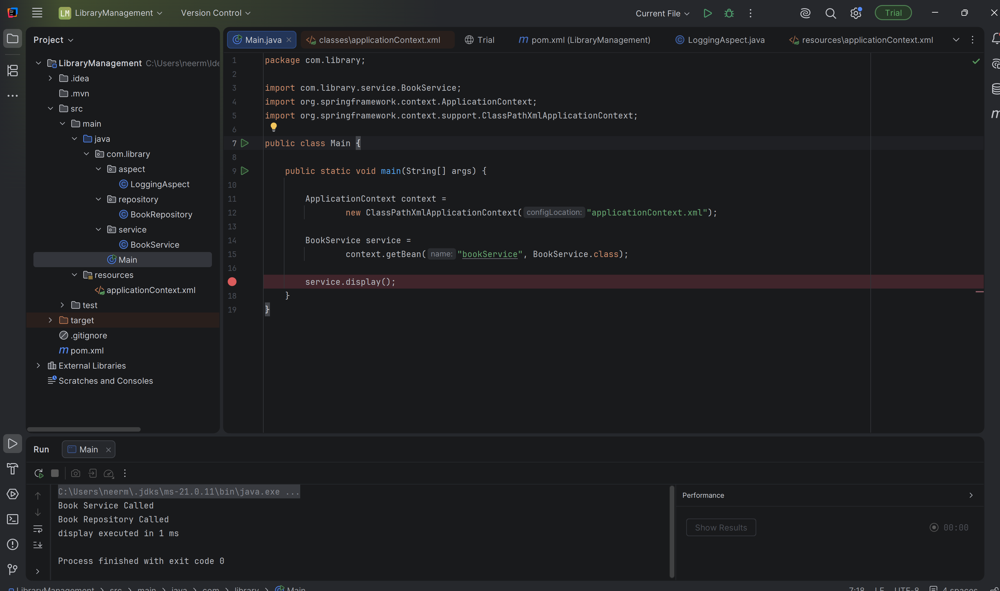 LM LibraryManagement Version Control Current File Trial
Project
LibraryManagement C:\Users\neerm\Ide
.idea
.mvn
src
main
java
com.library
aspect
LoggingAspect
repository
BookRepository
service
BookService
Main
resources
applicationContext.xml
test
target
.gitignore
pom.xml
External Libraries
Scratches and Consoles
Main.java classes\applicationContext.xml Trial pom.xml (LibraryManagement) LoggingAspect.java resources\applicationContext.xml
1 package com.library;
2
3 import com.library.service.BookService;
4 import org.springframework.context.ApplicationContext;
5 import org.springframework.context.support.ClassPathXmlApplicationContext;
6
7 public class Main {
8
9 public static void main(String[] args) {
10
11 ApplicationContext context =
12 new ClassPathXmlApplicationContext( configLocation: "applicationContext.xml");
13
14 BookService service =
15 context.getBean( name: "bookService", BookService.class);
16
service.display();
18 }
19 }
Run Main
C:\Users\neerm\.jdks\ms-21.0.11\bin\java.exe ...
Book Service Called
Book Repository Called
display executed in 1 ms
Process finished with exit code 0
Performance
Show Results 00:00
LibraryManagement > src > main > java > com > library > Main 7:18 LF UTF-8 4 spaces